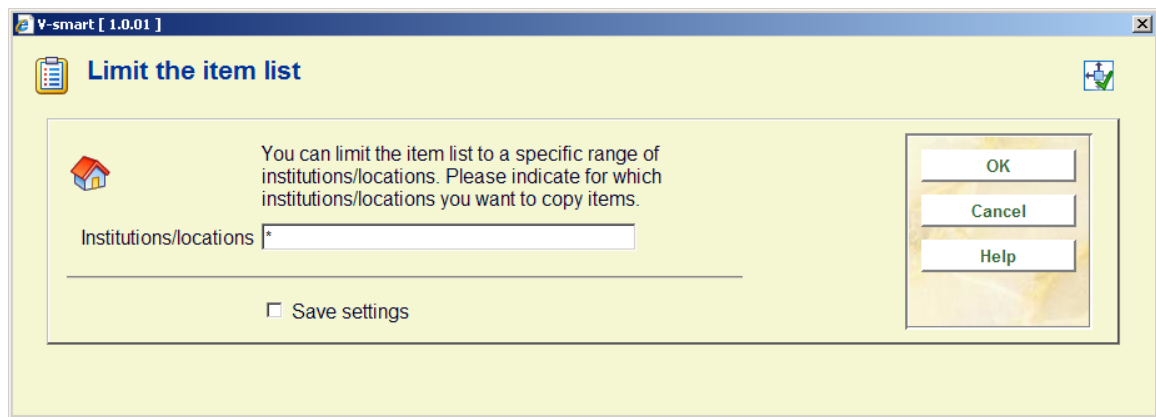 V-smart [ 1.0.01 ]
Limit the item list
You can limit the item list to a specific range of
institutions/locations. Please indicate for which
institutions/locations you want to copy items.
Institutions/locations *
Save settings
OK
Cancel
Help